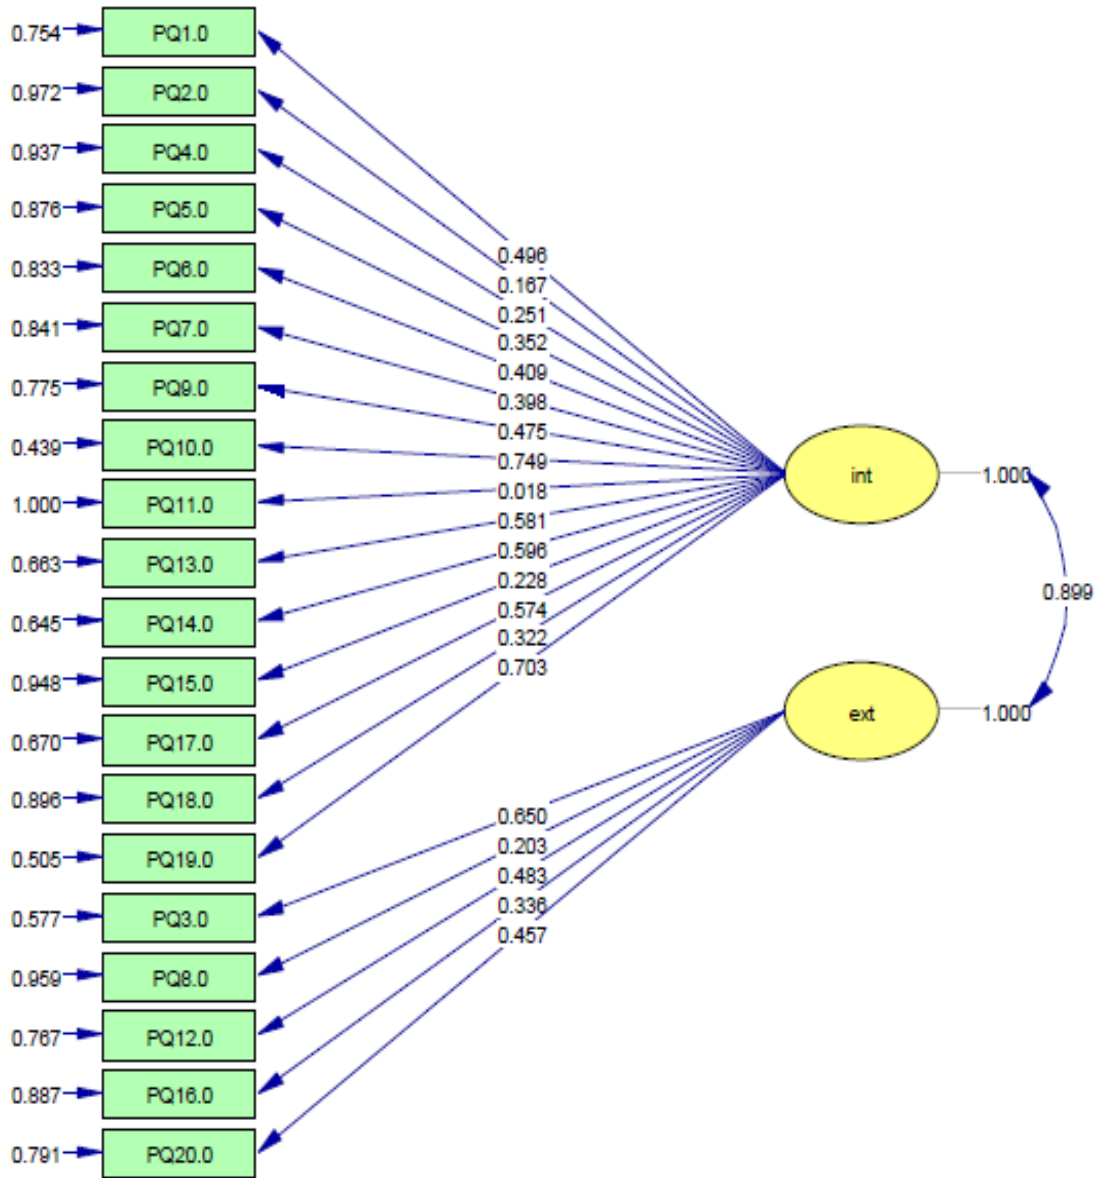 0.754 PQ1.0
0.972 PQ2.0
0.937 PQ4.0
0.876 PQ5.0
0.496
0.833 PQ6.0
0.167
0.251
0.841 PQ7.0
0.352
0.409
0.775 PQ9.0
0.398
0.475
0.439 PQ10.0
0.749
int 1.000
1.000 PQ11.0
0.018
0.581
0.663 PQ13.0
0.596
0.228
0.899
0.645 PQ14.0
0.574
0.322
0.703
0.948 PQ15.0
ext 1.000
0.670 PQ17.0
0.896 PQ18.0
0.650
0.203
0.505 PQ19.0
0.483
0.336
0.577 PQ3.0
0.457
0.959 PQ8.0
0.767 PQ12.0
0.887 PQ16.0
0.791 PQ20.0